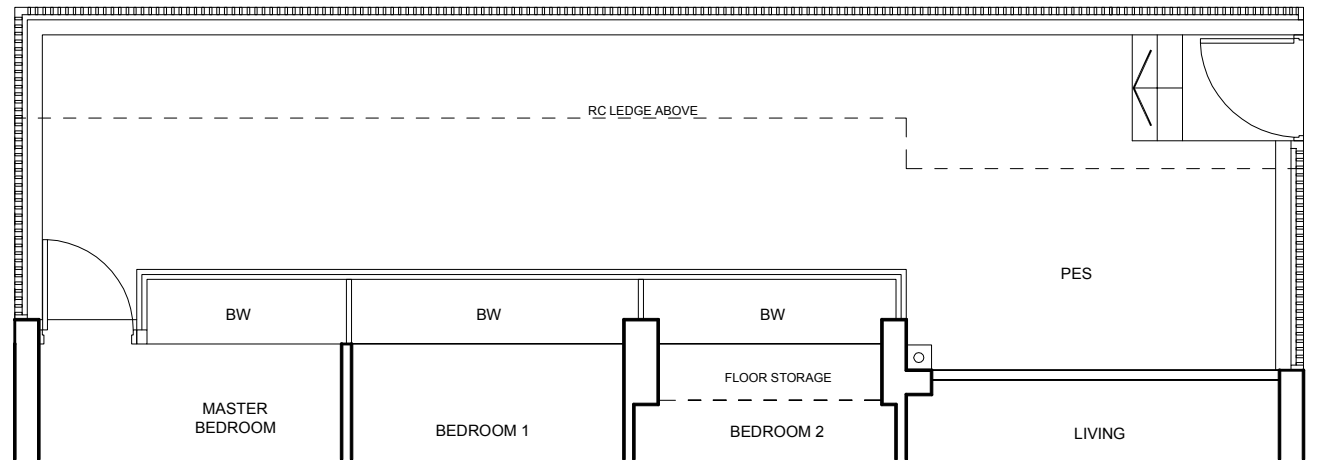 RC LEDGE ABOVE
PES
BW
BW
BW
FLOOR STORAGE
MASTER
BEDROOM
BEDROOM 1
BEDROOM 2
LIVING